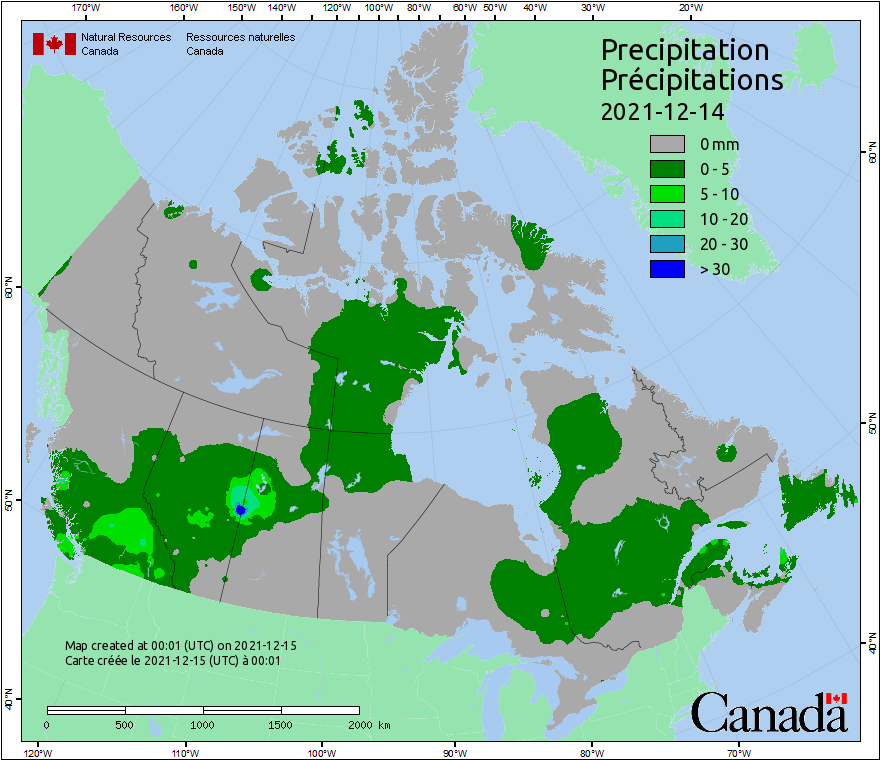 170°W 160°W 150°W 140°W 120°W 100°W 80°W 60°W 50°W 40°W 30°W 20°W
Natural Resources Canada
Ressources naturelles Canada
Precipitation
Précipitations
2021-12-14
0 mm
0 - 5
5 - 10
10 - 20
20 - 30
> 30
60°N
50°N
40°N
60°N
50°N
40°N
Map created at 00:01 (UTC) on 2021-12-15
Carte créée le 2021-12-15 (UTC) à 00:01
0 500 1000 1500 2000 km
Canada
120°W 110°W 100°W 90°W 80°W 70°W